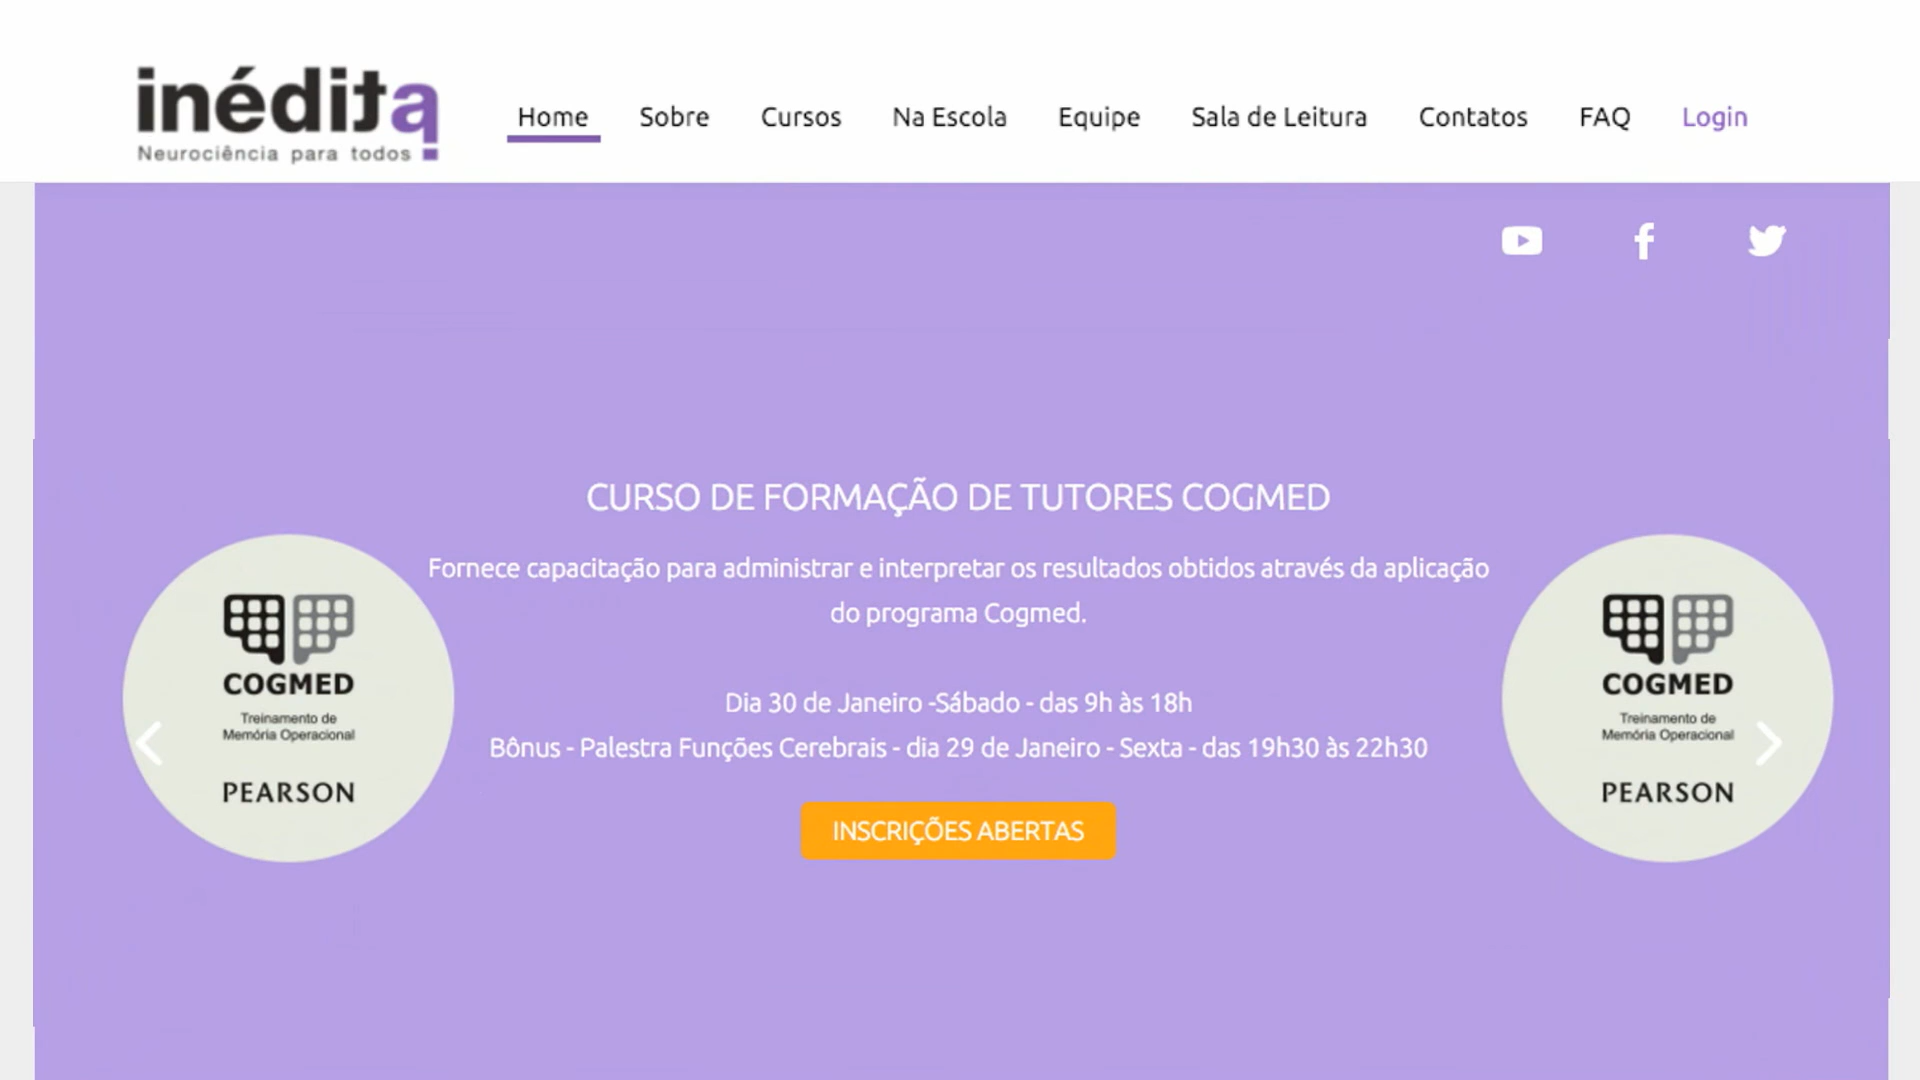 inédita
Neurociência para todos
Home Sobre Cursos Na Escola Equipe Sala de Leitura Contatos FAQ Login
CURSO DE FORMAÇÃO DE TUTORES COGMED
Fornece capacitação para administrar e interpretar os resultados obtidos através da aplicação
do programa Cogmed.
Dia 30 de Janeiro -Sábado - das 9h às 18h
Bônus - Palestra Funções Cerebrais - dia 29 de Janeiro - Sexta - das 19h30 às 22h30
INSCRIÇÕES ABERTAS
COGMED
Treinamento de
Memória Operacional
PEARSON
COGMED
Treinamento de
Memória Operacional
PEARSON